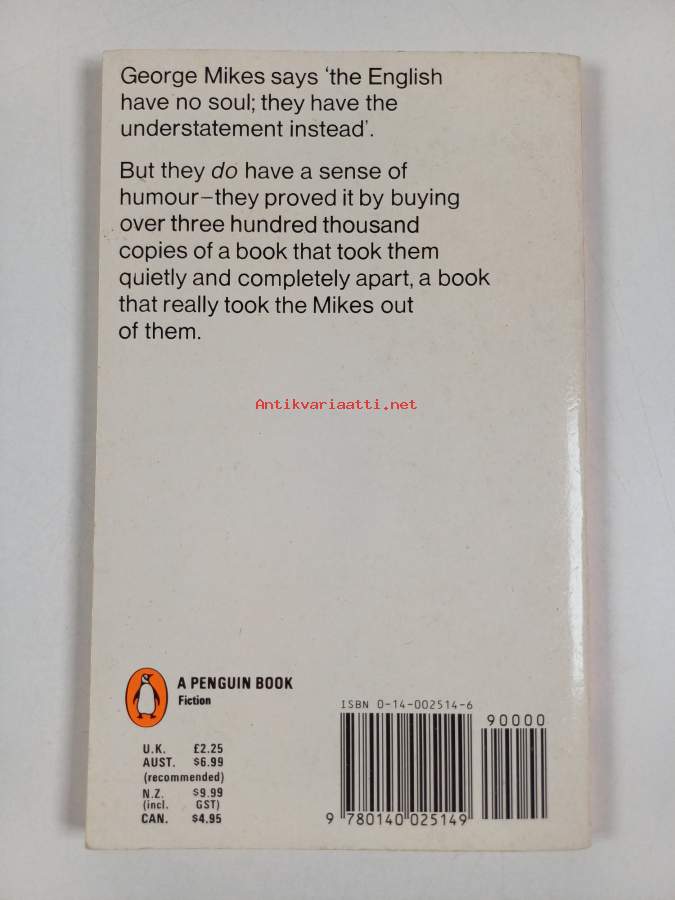 George Mikes says ‘the English
have no soul; they have the
understatement instead’.
But they do have a sense of
humour–they proved it by buying
over three hundred thousand
copies of a book that took them
quietly and completely apart, a book
that really took the Mikes out
of them.
Antikvariaatti.net
A PENGUIN BOOK
Fiction
U.K. £2.25
AUST. $6.99
(recommended)
N.Z. $9.99
(incl. GST)
CAN. $4.95
ISBN 0-14-002514-6
90000
9 780140 025149